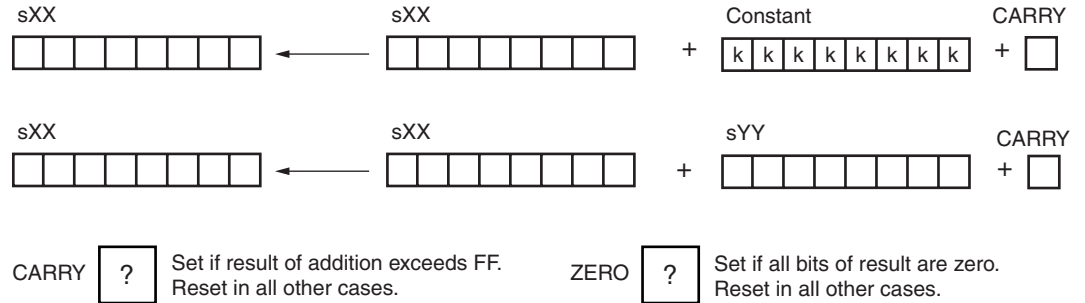 sXX sXX Constant CARRY
+ k k k k k k k k +
sXX sXX sYY CARRY
+ +
CARRY ? Set if result of addition exceeds FF. ZERO ? Set if all bits of result are zero.
Reset in all other cases. Reset in all other cases.